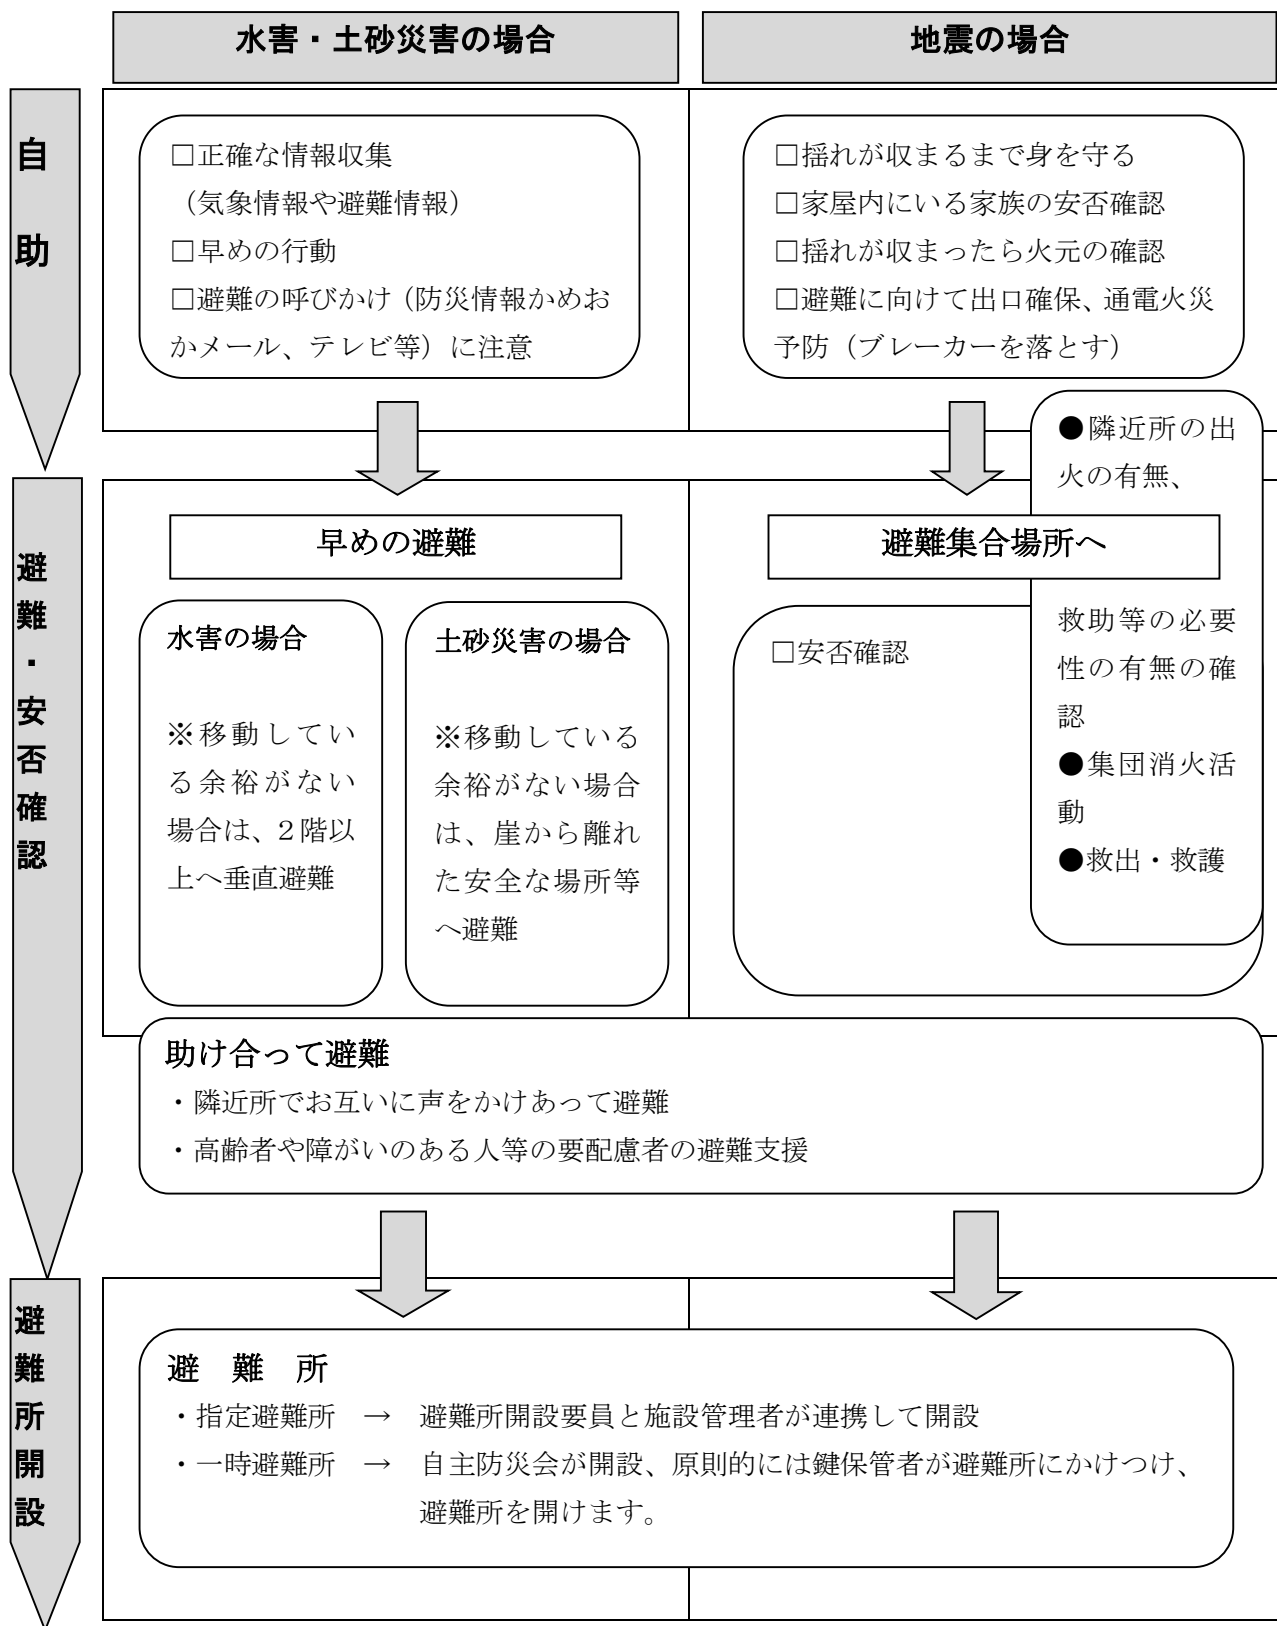 水害・土砂災害の場合
地震の場合
自助
□正確な情報収集
（気象情報や避難情報）
□早めの行動
□避難の呼びかけ（防災情報かめお
かメール、テレビ等）に注意
□揺れが収まるまで身を守る
□家屋内にいる家族の安否確認
□揺れが収まったら火元の確認
□避難に向けて出口確保、通電火災
予防（ブレーカーを落とす）
避難・安否確認
早めの避難
水害の場合
※移動してい
る余裕がない
場合は、２階以
上へ垂直避難
土砂災害の場合
※移動している
余裕がない場合
は、崖から離れ
た安全な場所等
へ避難
避難集合場所へ
□安否確認
●隣近所の出
火の有無、
救助等の必要
性の有無の確
認
●集団消火活
動
●救出・救護
助け合って避難
・隣近所でお互いに声をかけあって避難
・高齢者や障がいのある人等の要配慮者の避難支援
避難所開設
避　難　所
・指定避難所　→　避難所開設要員と施設管理者が連携して開設
・一時避難所　→　自主防災会が開設、原則的には鍵保管者が避難所にかけつけ、
避難所を開けます。